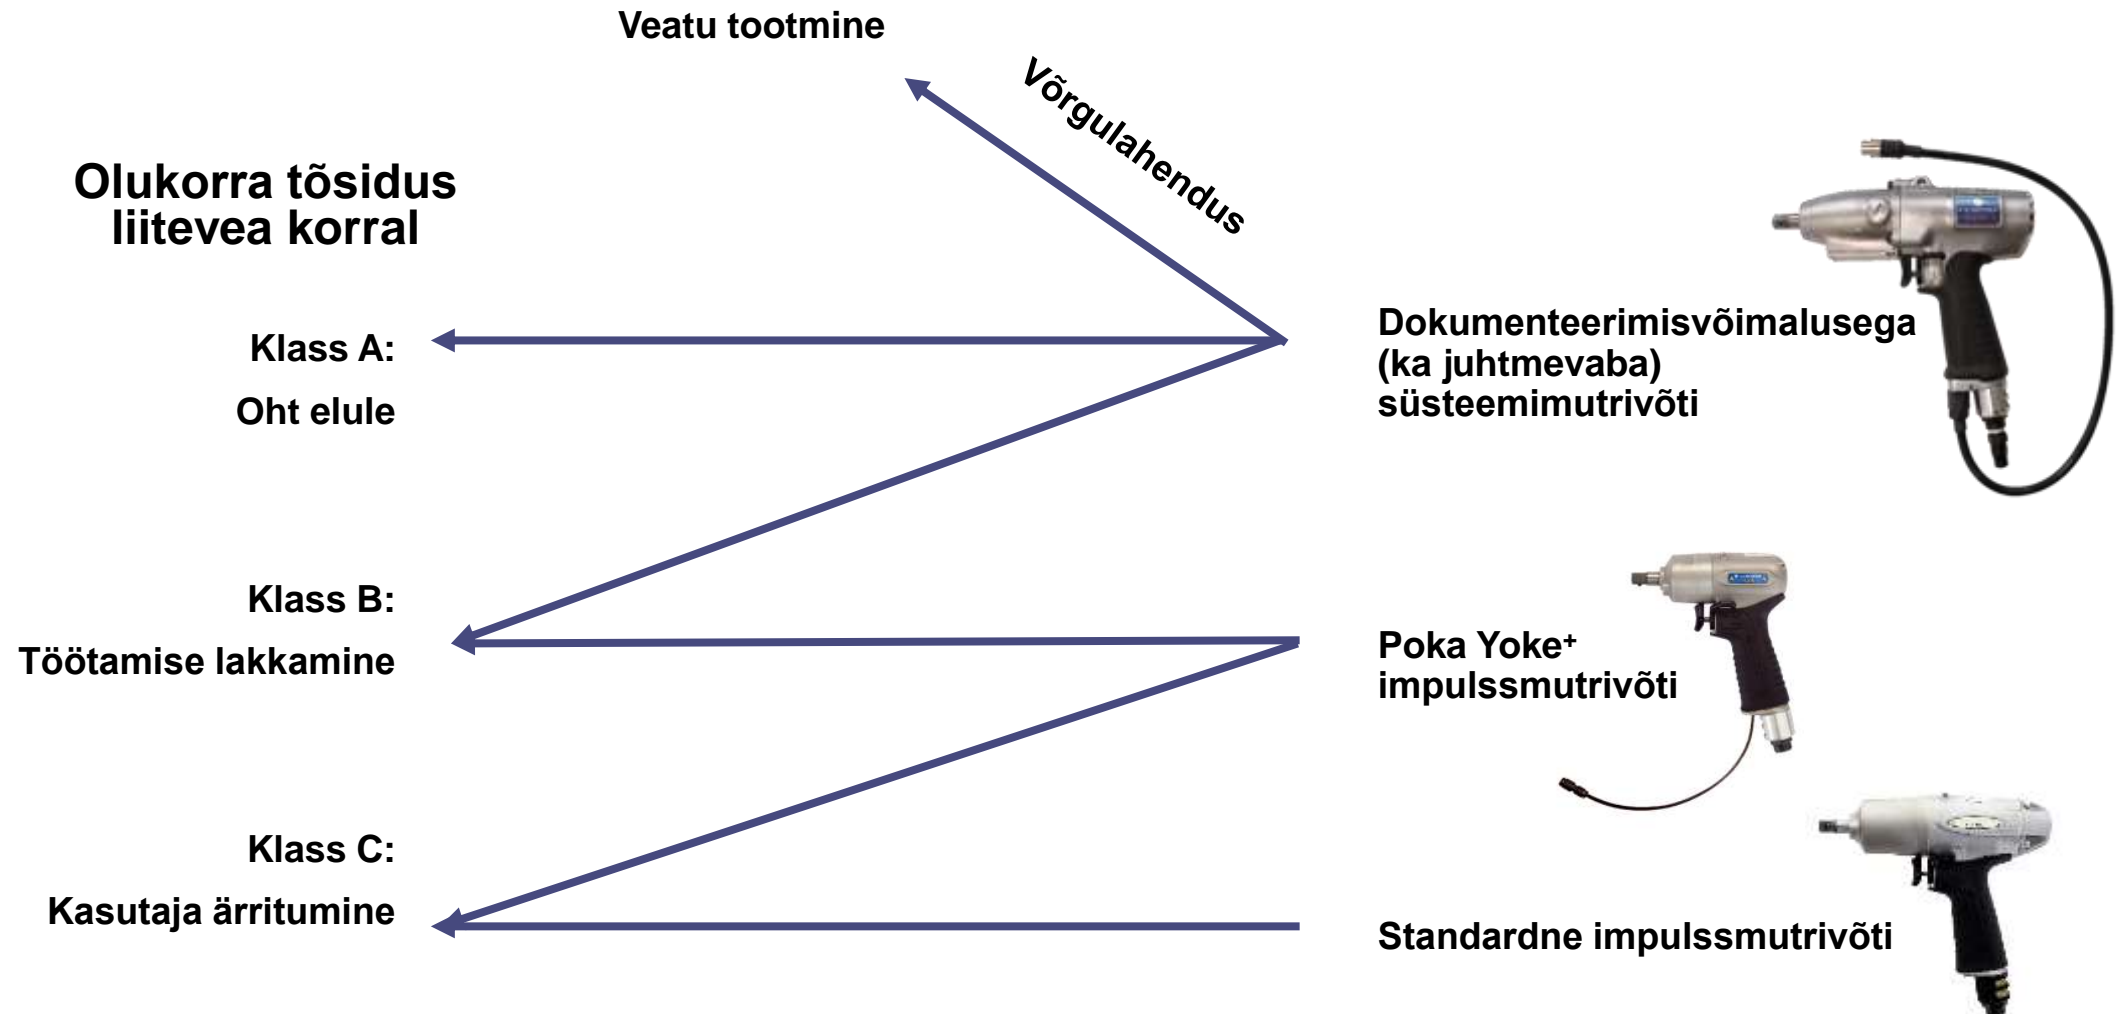 Veatu tootmine
Võrgulahendus
Olukorra tõsidus
liitevea korral
Klass A:
Oht elule
Dokumenteerimisvõimalusega
(ka juhtmevaba)
süsteemimutrivõti
Klass B:
Töötamise lakkamine
Poka Yoke⁺
impulssmutrivõti
Klass C:
Kasutaja ärritumine
Standardne impulssmutrivõti